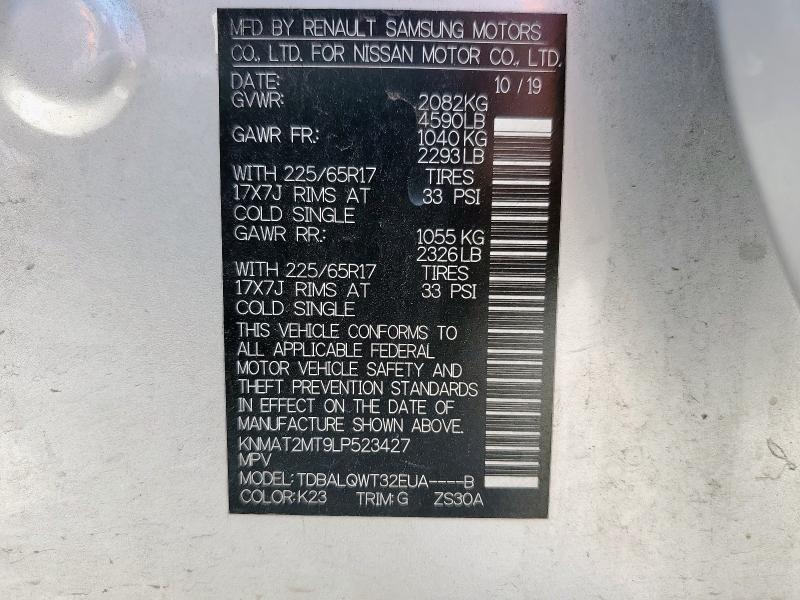 MFD BY RENAULT SAMSUNG MOTORS
CO., LTD. FOR NISSAN MOTOR CO., LTD.
DATE: 10 / 19
GVWR: 2082KG
4590LB
GAWR FR: 1040 KG
2293LB
WITH 225/65R17 TIRES
17X7J RIMS AT 33 PSI
COLD SINGLE
GAWR RR: 1055 KG
2326LB
WITH 225/65R17 TIRES
17X7J RIMS AT 33 PSI
COLD SINGLE
THIS VEHICLE CONFORMS TO
ALL APPLICABLE FEDERAL
MOTOR VEHICLE SAFETY AND
THEFT PREVENTION STANDARDS
IN EFFECT ON THE DATE OF
MANUFACTURE SHOWN ABOVE.
KNMAT2MT9LP523427
MPV
MODEL: TDBALQWT32EUA----B
COLOR: K23 TRIM: G ZS30A